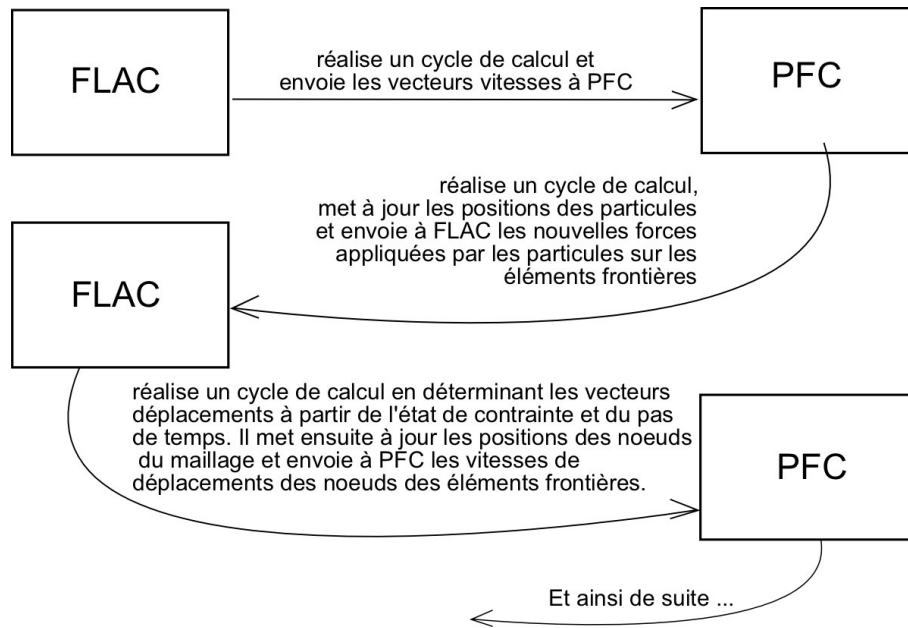 FLAC
réalise un cycle de calcul et
envoie les vecteurs vitesses à PFC
PFC
réalise un cycle de calcul,
met à jour les positions des particules
et envoie à FLAC les nouvelles forces
appliquées par les particules sur les
éléments frontières
FLAC
réalise un cycle de calcul en déterminant les vecteurs
déplacements à partir de l'état de contrainte et du pas
de temps. Il met ensuite à jour les positions des noeuds
du maillage et envoie à PFC les vitesses de
déplacements des noeuds des éléments frontières.
PFC
Et ainsi de suite ...